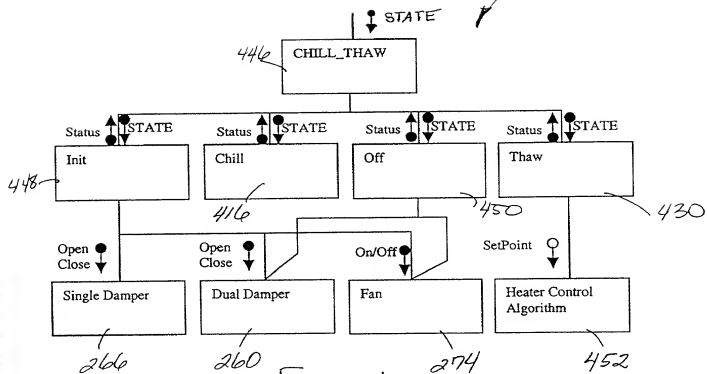 STATE
446
CHILL_THAW
Status STATE Status STATE Status STATE Status STATE
Init Chill Off Thaw
448
416 450 430
Open Close Open Close On/Off SetPoint
Single Damper Dual Damper Fan Heater Control Algorithm
266 260 274 452